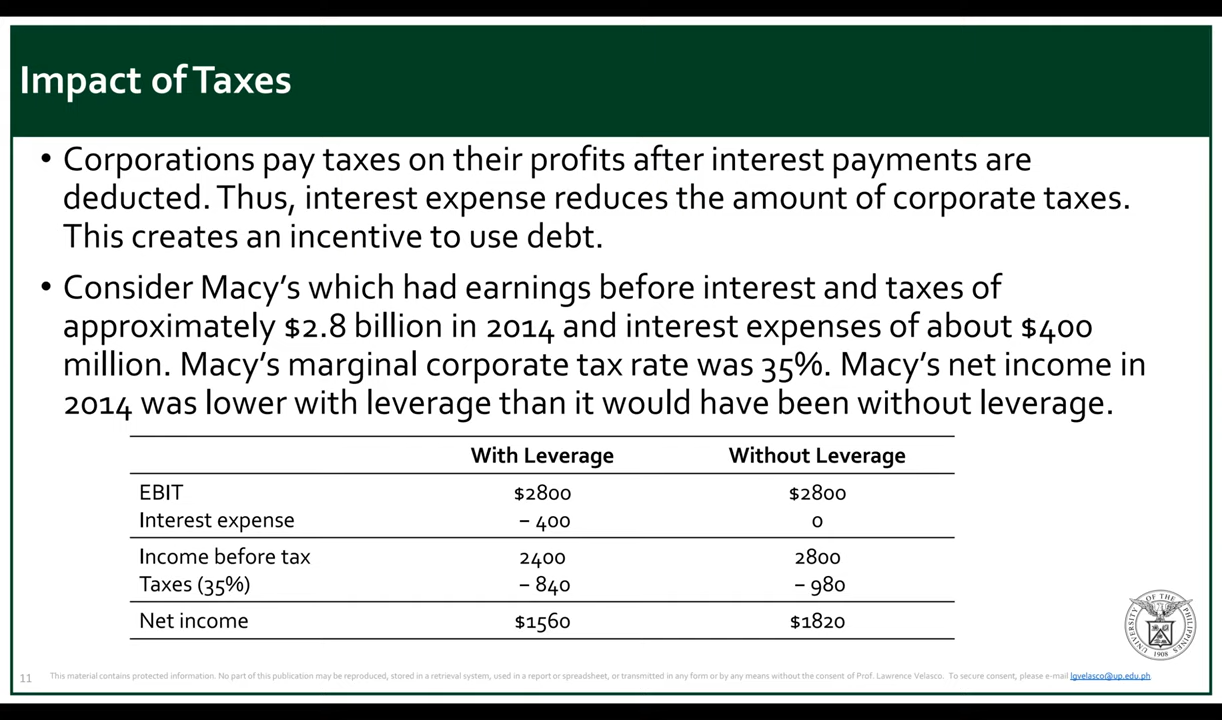 Impact of Taxes
• Corporations pay taxes on their profits after interest payments are
deducted. Thus, interest expense reduces the amount of corporate taxes.
This creates an incentive to use debt.
• Consider Macy's which had earnings before interest and taxes of
approximately $2.8 billion in 2014 and interest expenses of about $400
million. Macy's marginal corporate tax rate was 35%. Macy's net income in
2014 was lower with leverage than it would have been without leverage.
With Leverage Without Leverage
EBIT $2800 $2800
Interest expense – 400 0
Income before tax 2400 2800
Taxes (35%) – 840 – 980
Net income $1560 $1820
UNIVERSITY OF THE PHILIPPINES
1908
11 This material contains protected information. No part of this publication may be reproduced, stored in a retrieval system, used in a report or spreadsheet, or transmitted in any form or by any means without the consent of Prof. Lawrence Velasco. To secure consent, please e-mail lgvelasco@up.edu.ph